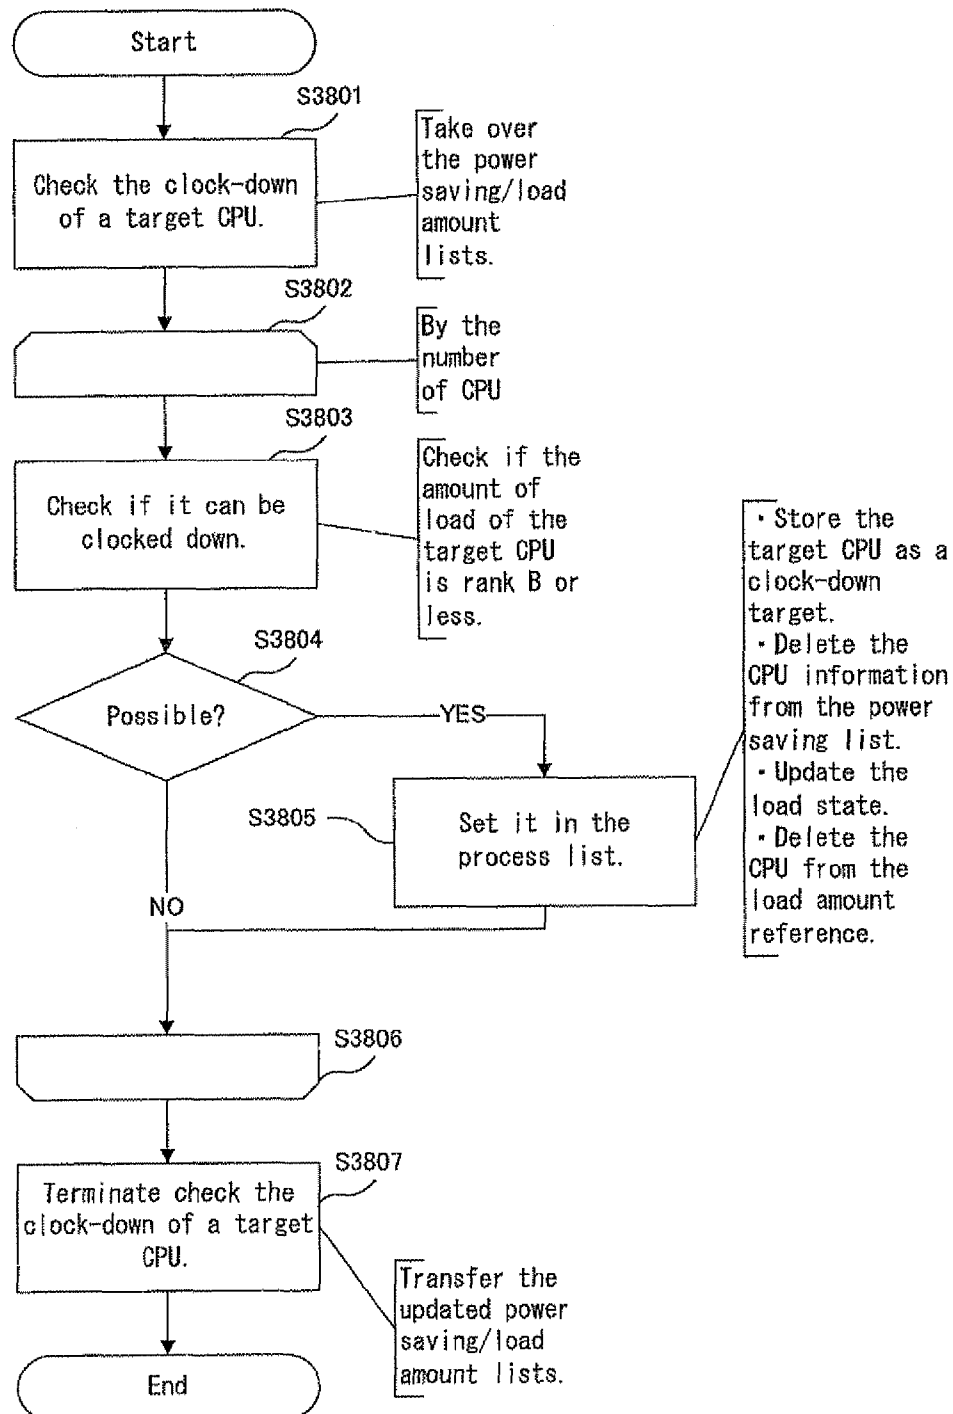 Start
S3801
Check the clock-down
of a target CPU.
Take over
the power
saving/load
amount
lists.
S3802
By the
number
of CPU
S3803
Check if it can be
clocked down.
Check if the
amount of
load of the
target CPU
is rank B or
less.
S3804
Possible?
YES
NO
S3805
Set it in the
process list.
・Store the
target CPU as a
clock-down
target.
・Delete the
CPU information
from the power
saving list.
・Update the
load state.
・Delete the
CPU from the
load amount
reference.
S3806
S3807
Terminate check the
clock-down of a target
CPU.
Transfer the
updated power
saving/load
amount lists.
End